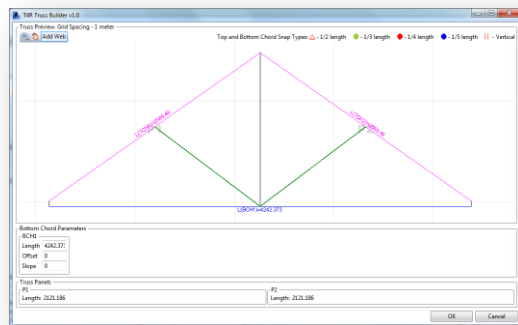 T4R Truss Builder v1.0
Truss Preview. Grid Spacing - 1 meter
Add Web
Top and Bottom Chord Snap Types: - 1/2 length - 1/3 length - 1/4 length - 1/5 length - Vertical
L(BCH1)=4242.373
Bottom Chord Parameters
BCH1
Length 4242.373
Offset 0
Slope 0
Truss Panels
P1
P2
Length: 2121.186
Length: 2121.186
OK
Cancel